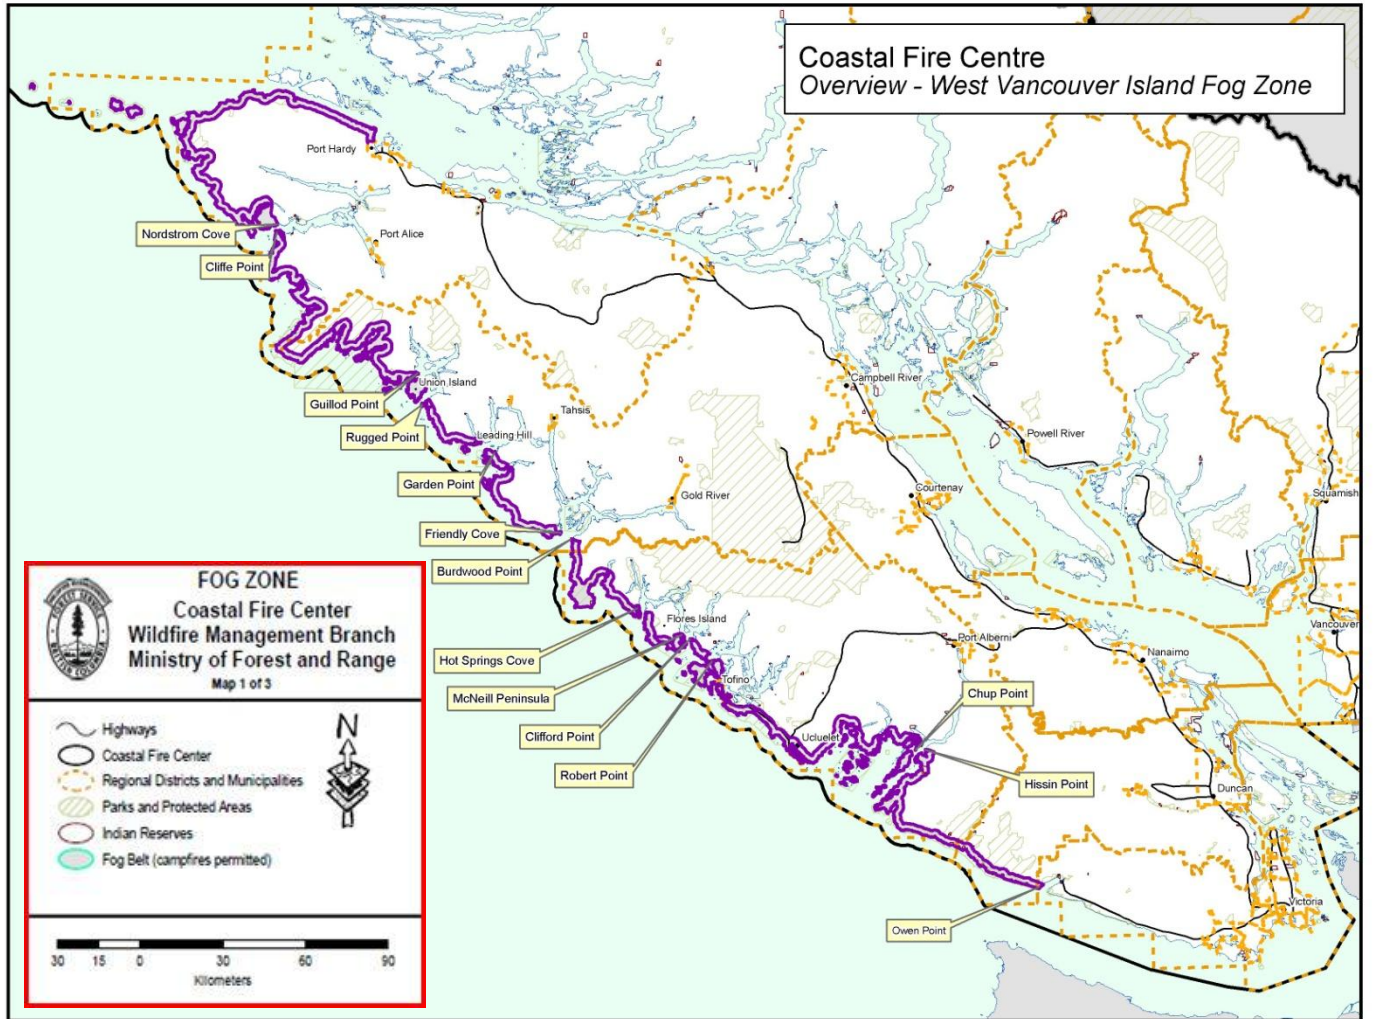 Coastal Fire Centre
Overview - West Vancouver Island Fog Zone
Port Hardy
Nordstrom Cove
Port Alice
Cliffe Point
Union Island
Guillod Point
Campbell River
Tahsis
Rugged Point
Leading Hill
Powell River
Garden Point
Gold River
Courtenay
Squamish
Friendly Cove
Burdwood Point
Flores Island
Vancouver
Port Alberni
Nanaimo
Hot Springs Cove
Tofino
McNeill Peninsula
Chup Point
Clifford Point
Ucluelet
Robert Point
Hissin Point
Duncan
Victoria
Owen Point
FOG ZONE
Coastal Fire Center
Wildfire Management Branch
Ministry of Forest and Range
Map 1 of 3
FOREST SERVICE
BRITISH COLUMBIA
Highways
N
Coastal Fire Center
Regional Districts and Municipalities
Parks and Protected Areas
Indian Reserves
Fog Belt (campfires permitted)
30 15 0 30 60 90
Kilometers